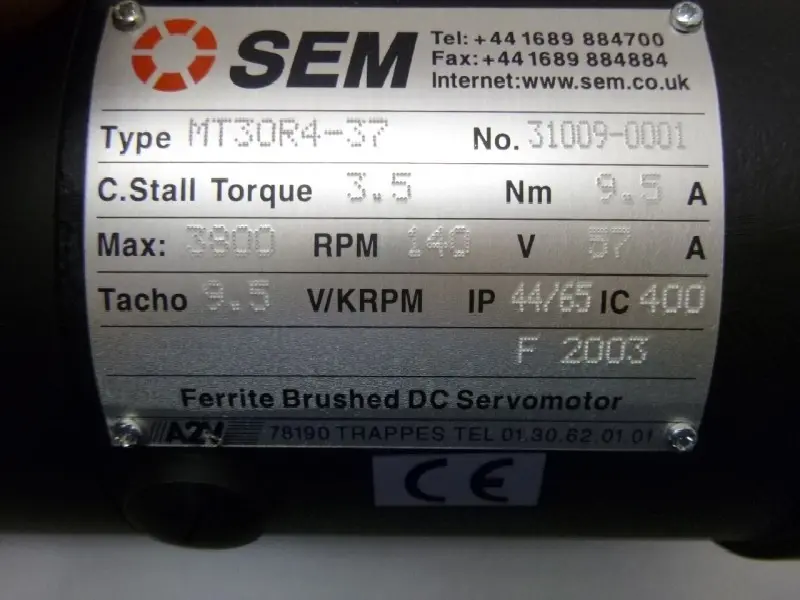 SEM
Tel: +44 1689 884700
Fax: +44 1689 884884
Internet: www.sem.co.uk
Type MT30R4-37 No. 31009-0001
C.Stall Torque 3.5 Nm 9.5 A
Max: 3800 RPM 140 V 57 A
Tacho 9.5 V/KRPM IP 44/65 IC 400
F 2003
Ferrite Brushed DC Servomotor
A2V 78190 TRAPPES TEL 01.30.62.01.01
CE